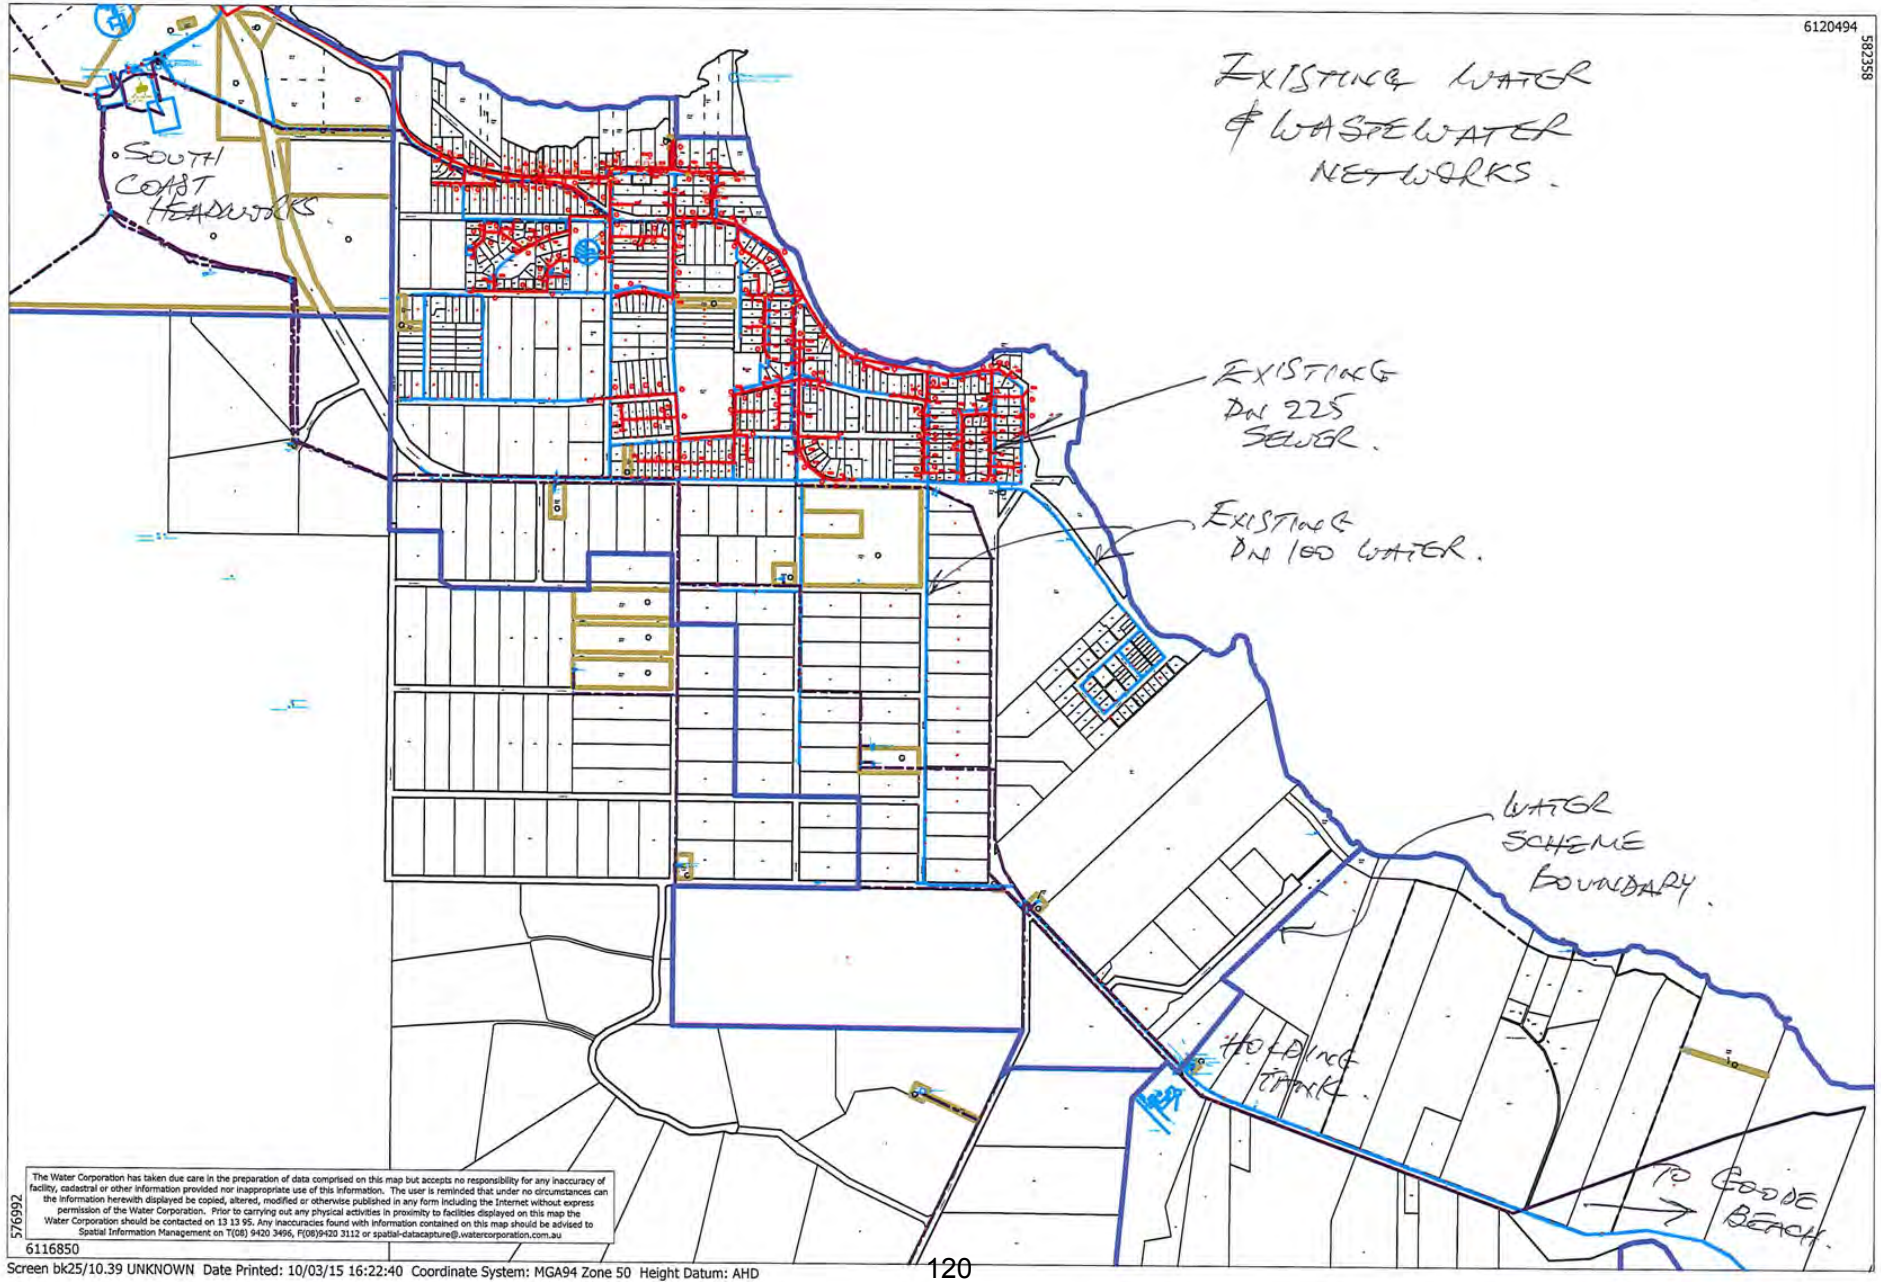 6120494
582358
EXISTING WATER
& WASTEWATER
NETWORKS.
SOUTH
COAST
HEADWORKS.
EXISTING
DN 225
SEWER.
EXISTING
DN 100 WATER.
WATER
SCHEME
BOUNDARY.
HOLDING
TANK.
TO GOODE
BEACH.
The Water Corporation has taken due care in the preparation of data comprised on this map but accepts no responsibility for any inaccuracy of
facility, cadastral or other information provided nor inappropriate use of this information. The user is reminded that under no circumstances can
the information herewith displayed be copied, altered, modified or otherwise published in any form including the Internet without express
permission of the Water Corporation. Prior to carrying out any physical activities in proximity to facilities displayed on this map the
Water Corporation should be contacted on 13 13 95. Any inaccuracies found with information contained on this map should be advised to
Spatial Information Management on T(08) 9420 3496, F(08)9420 3112 or spatial-datacapture@.watercorporation.com.au
576992
6116850
Screen bk25/10.39 UNKNOWN Date Printed: 10/03/15 16:22:40 Coordinate System: MGA94 Zone 50 Height Datum: AHD
120